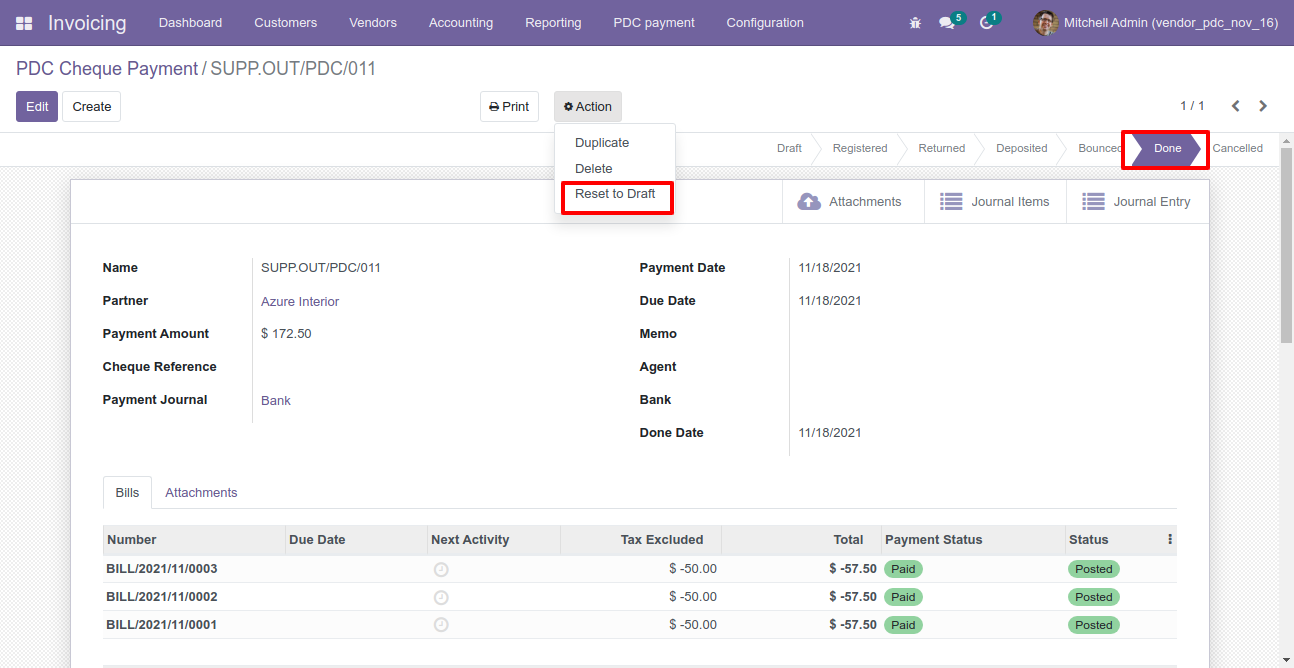 Invoicing Dashboard Customers Vendors Accounting Reporting PDC payment Configuration 5 1 Mitchell Admin (vendor_pdc_nov_16)
PDC Cheque Payment / SUPP.OUT/PDC/011
Edit Create Print Action 1 / 1
Duplicate
Delete
Reset to Draft
Draft Registered Returned Deposited Bounced Done Cancelled
Attachments Journal Items Journal Entry
Name SUPP.OUT/PDC/011 Payment Date 11/18/2021
Partner Azure Interior Due Date 11/18/2021
Payment Amount $ 172.50 Memo
Cheque Reference Agent
Payment Journal Bank Bank
Done Date 11/18/2021
Bills Attachments
Number Due Date Next Activity Tax Excluded Total Payment Status Status
BILL/2021/11/0003 $ -50.00 $ -57.50 Paid Posted
BILL/2021/11/0002 $ -50.00 $ -57.50 Paid Posted
BILL/2021/11/0001 $ -50.00 $ -57.50 Paid Posted